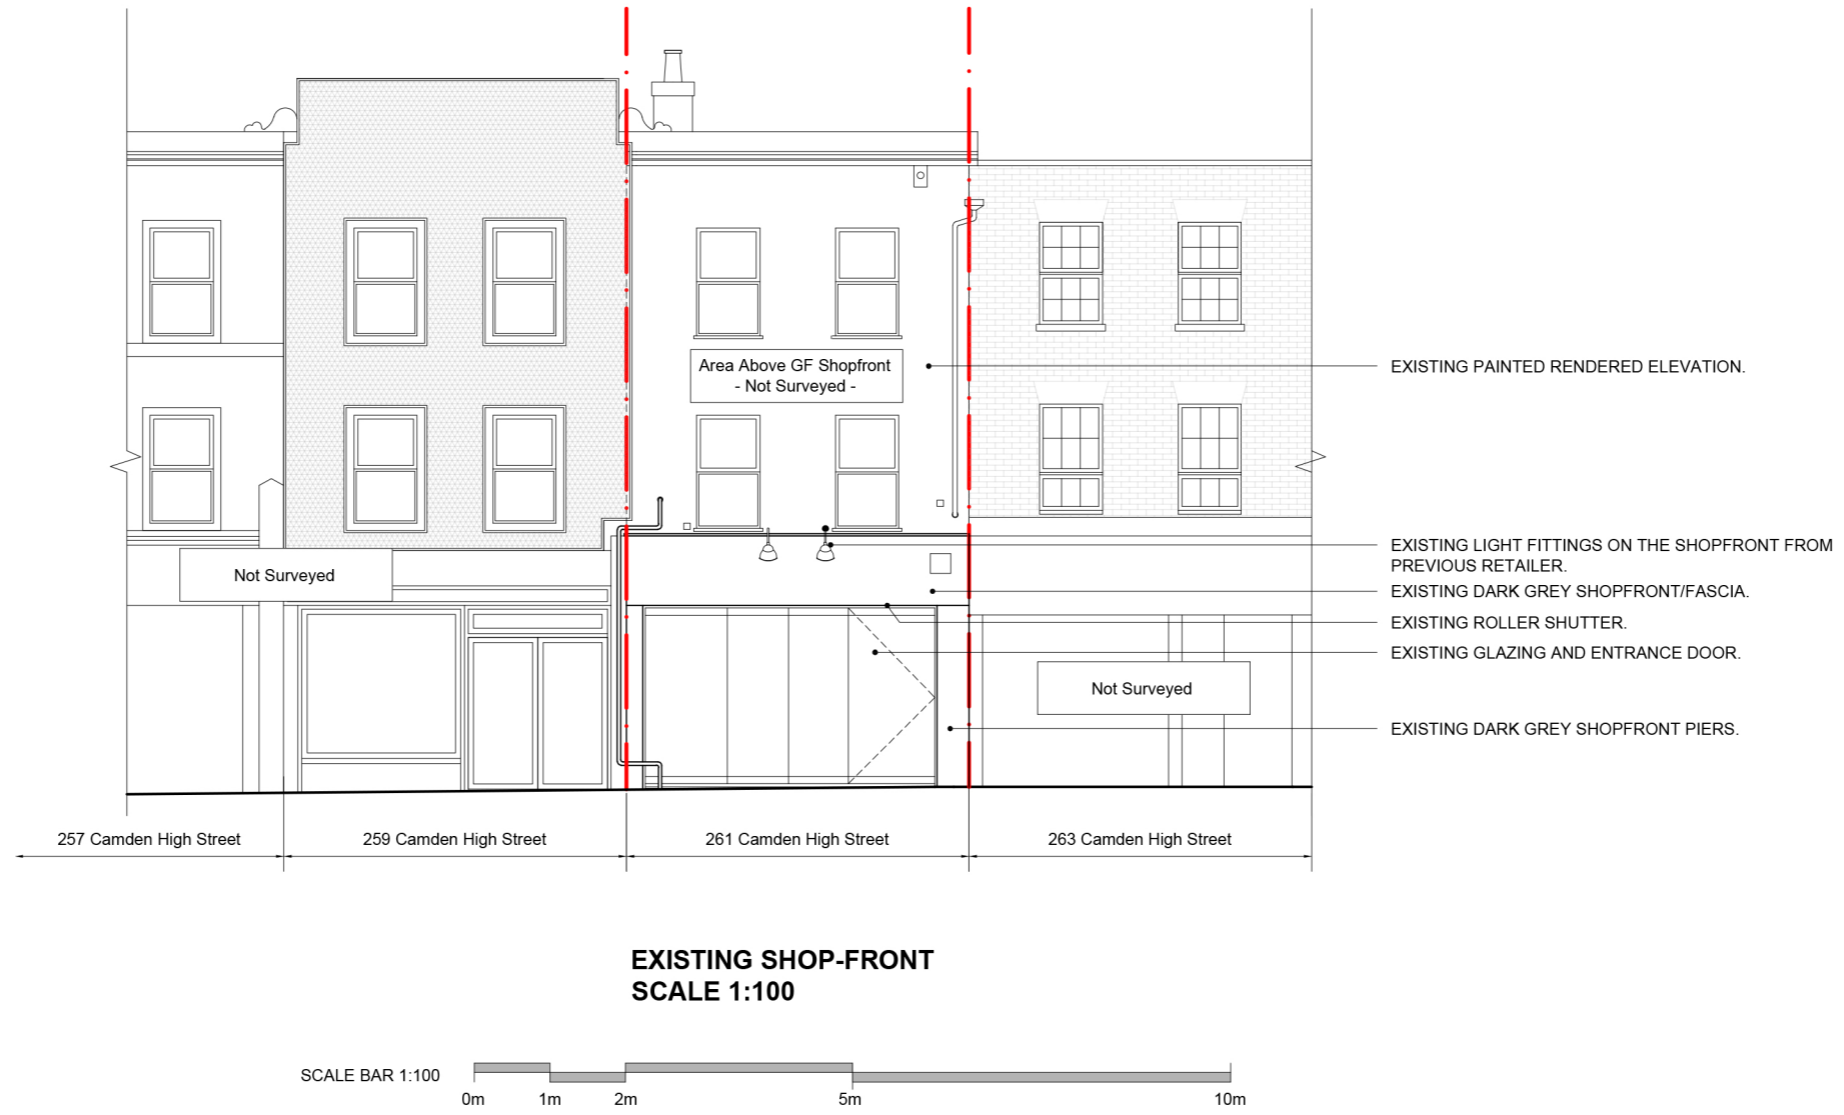 Area Above GF Shopfront
- Not Surveyed -
EXISTING PAINTED RENDERED ELEVATION.
Not Surveyed
EXISTING LIGHT FITTINGS ON THE SHOPFRONT FROM
PREVIOUS RETAILER.
EXISTING DARK GREY SHOPFRONT/FASCIA.
EXISTING ROLLER SHUTTER.
EXISTING GLAZING AND ENTRANCE DOOR.
Not Surveyed
EXISTING DARK GREY SHOPFRONT PIERS.
257 Camden High Street
259 Camden High Street
261 Camden High Street
263 Camden High Street
EXISTING SHOP-FRONT
SCALE 1:100
SCALE BAR 1:100
0m 1m 2m 5m 10m